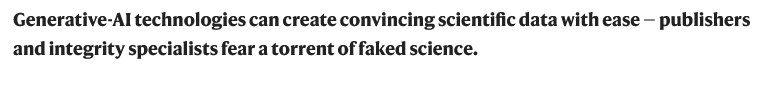 Generative-AI technologies can create convincing scientific data with ease — publishers
and integrity specialists fear a torrent of faked science.